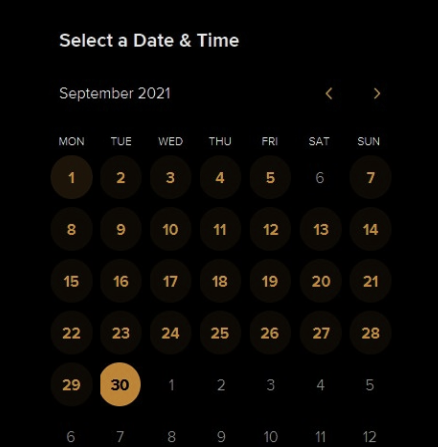 Select a Date & Time
September 2021
MON TUE WED THU FRI SAT SUN
1 2 3 4 5 6 7
8 9 10 11 12 13 14
15 16 17 18 19 20 21
22 23 24 25 26 27 28
29 30 1 2 3 4 5
6 7 8 9 10 11 12